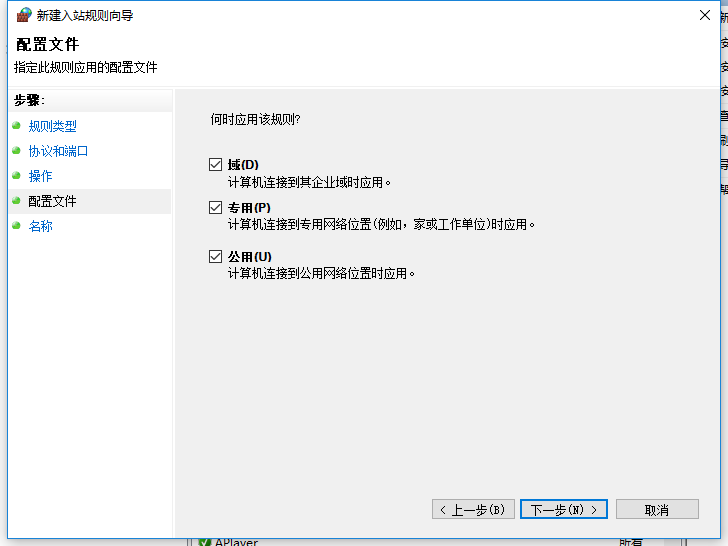 新建入站规则向导
配置文件
指定此规则应用的配置文件
步骤:
规则类型
协议和端口
操作
配置文件
名称
何时应用该规则?
域(D)
计算机连接到其企业域时应用。
专用(P)
计算机连接到专用网络位置(例如，家或工作单位)时应用。
公用(U)
计算机连接到公用网络位置时应用。
< 上一步(B)
下一步(N) >
取消
APlayer
所有